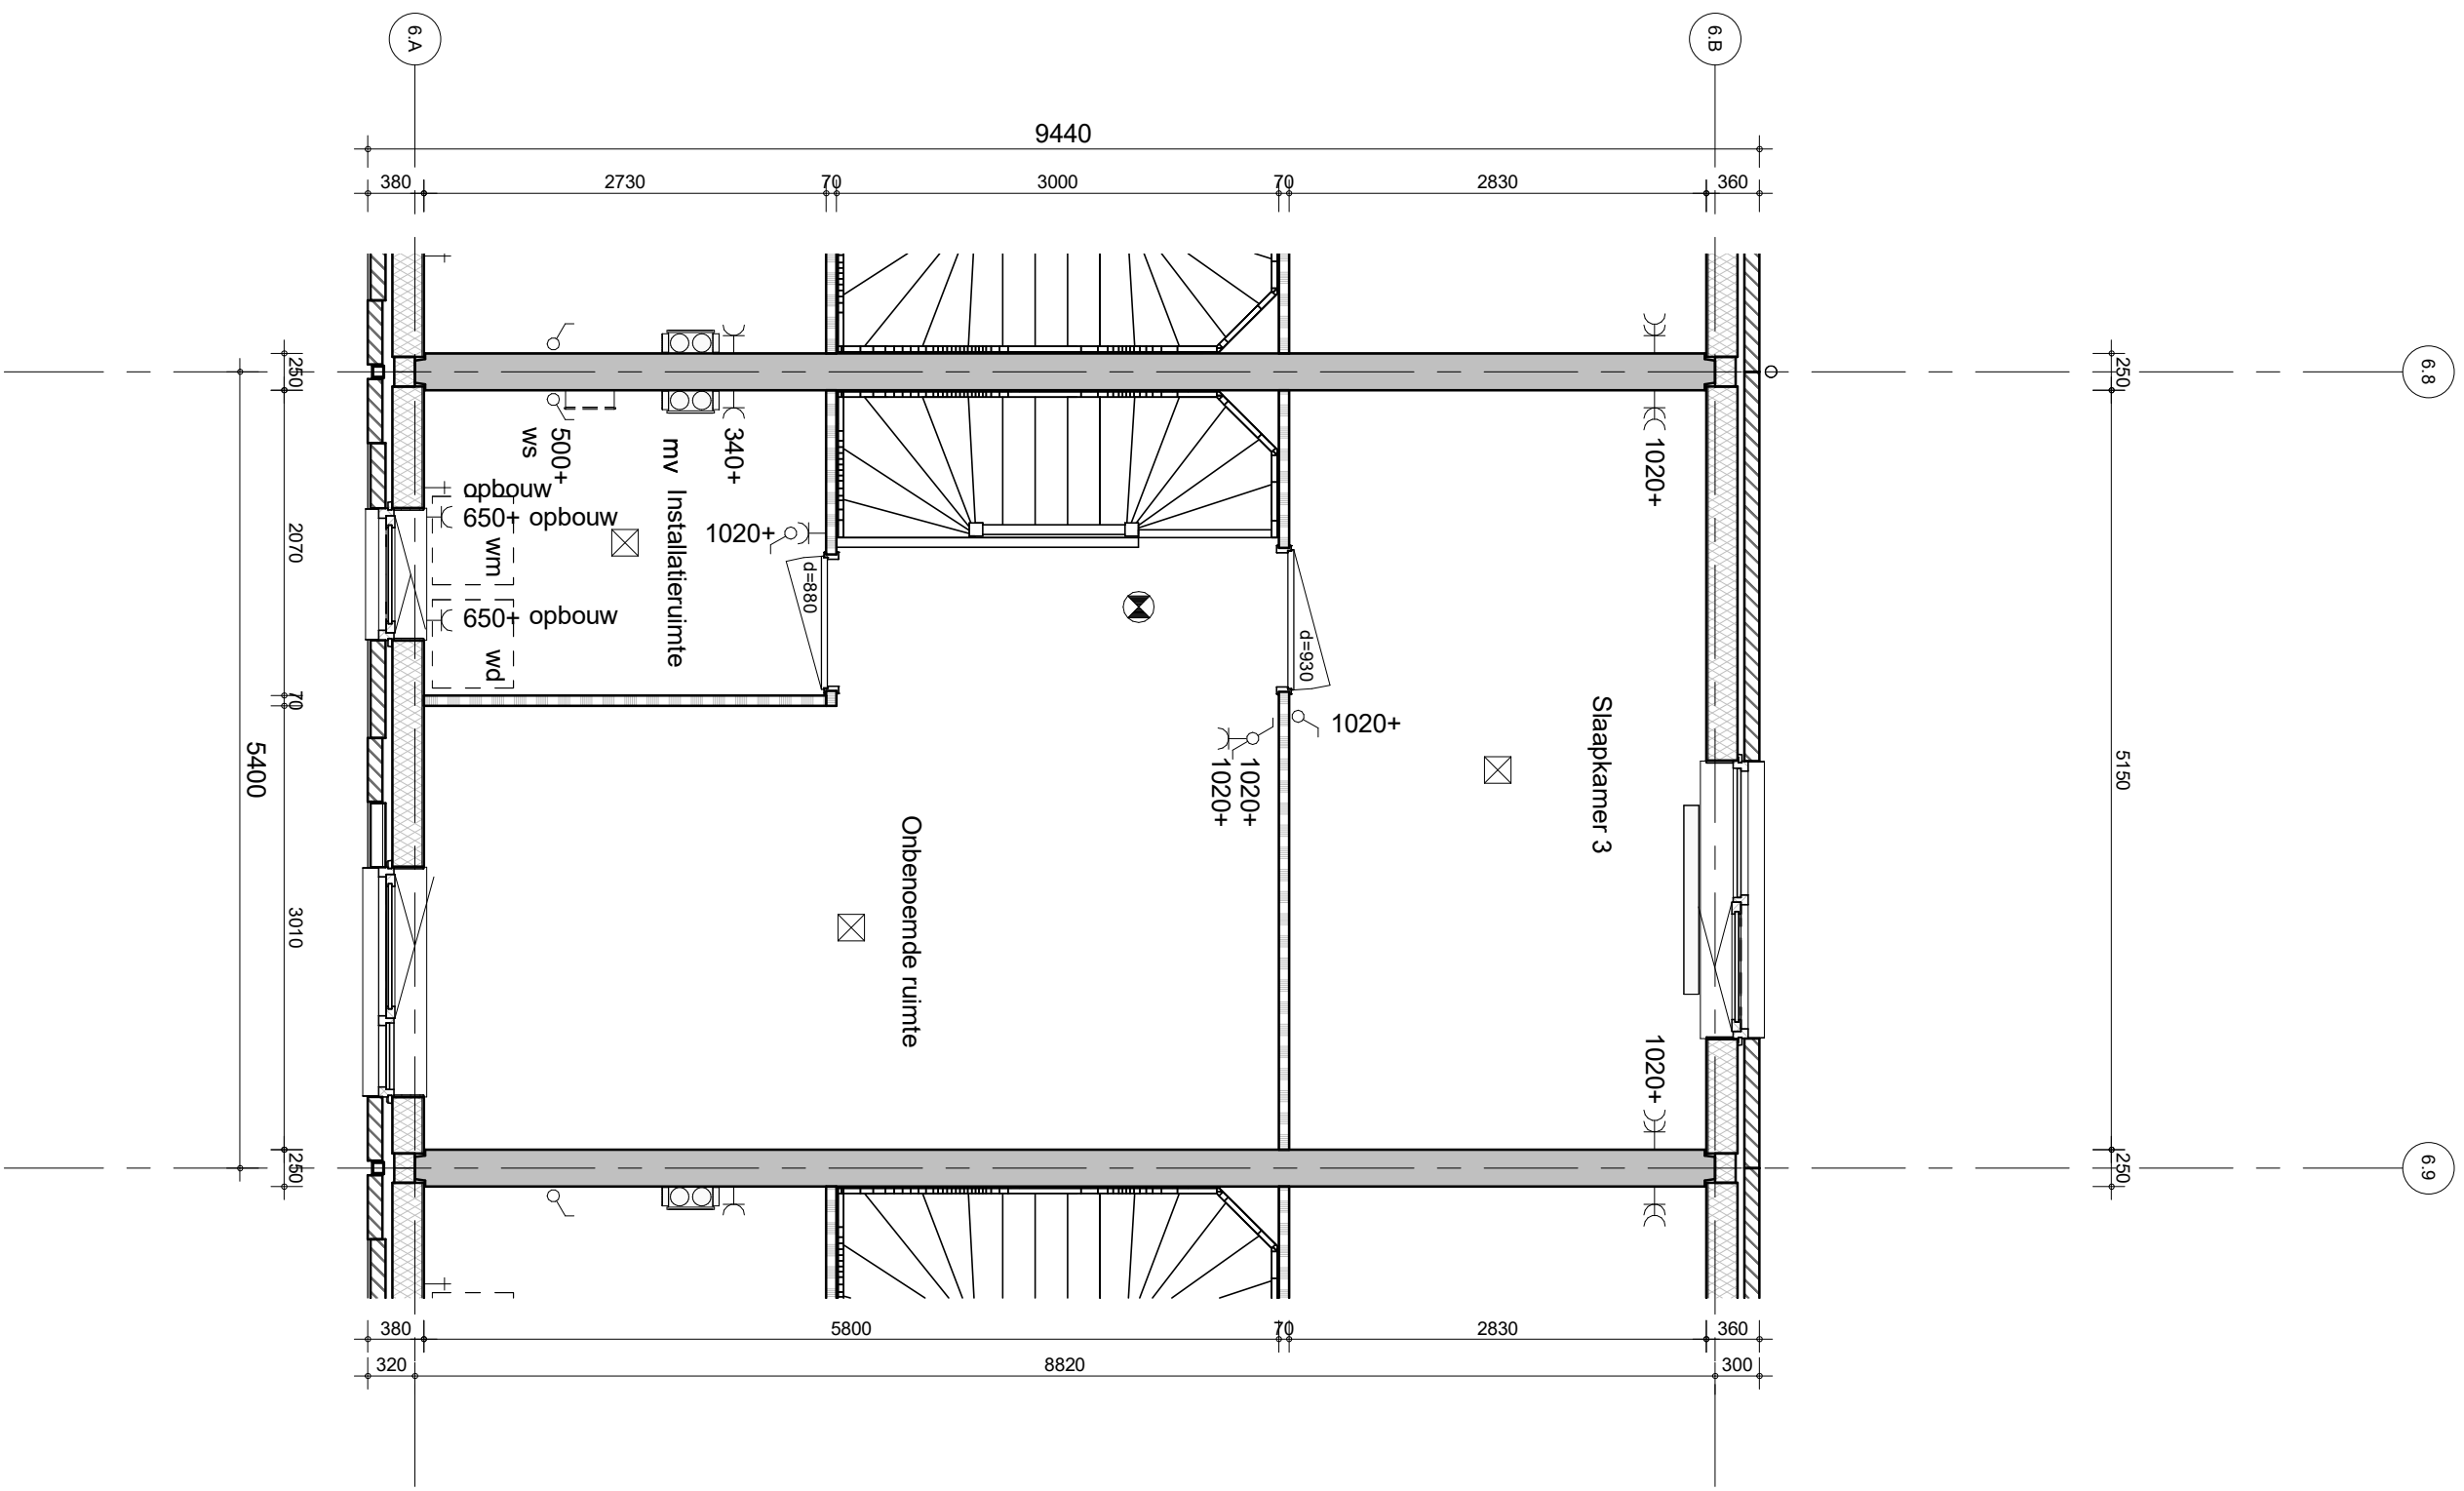 6.A
6.B
9440
380
2730
70
3000
70
2830
360
250
6.8
250
5400
2070
70
3010
250
5150
250
6.9
ws
500+
mv
340+
Installatieruimte
opbouw
650+ opbouw
wm
650+ opbouw
wd
1020+
d=880
d=930
1020+
1020+
1020+
1020+
Slaapkamer 3
Onbenoemde ruimte
1020+
380
5800
70
2830
360
320
8820
300